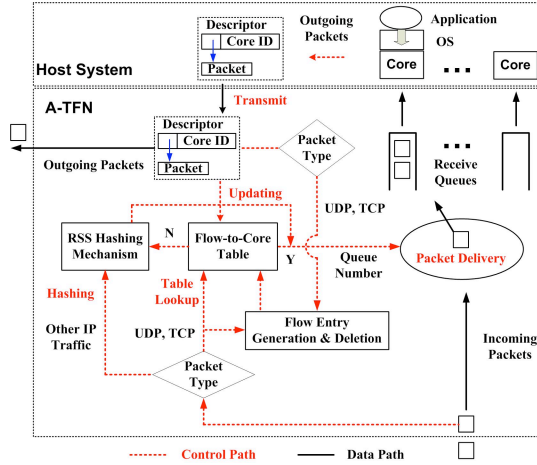 Descriptor
Core ID
Packet
Outgoing
Packets
Application
OS
Core
Core
Host System
A-TFN
Transmit
Descriptor
Core ID
Packet
Packet
Type
Outgoing Packets
Receive
Queues
Updating
UDP, TCP
RSS Hashing
Mechanism
N
Flow-to-Core
Table
Y
Queue
Number
Packet Delivery
Hashing
Table
Lookup
Other IP
Traffic
UDP, TCP
Flow Entry
Generation & Deletion
Packet
Type
Incoming
Packets
Control Path
Data Path